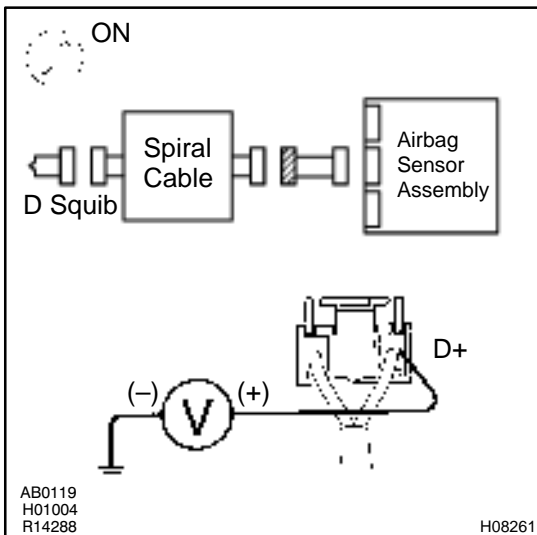 ON
Spiral
Cable
Airbag
Sensor
Assembly
D Squib
D+
(–)
(+)
V
AB0119
H01004
R14288
H08261